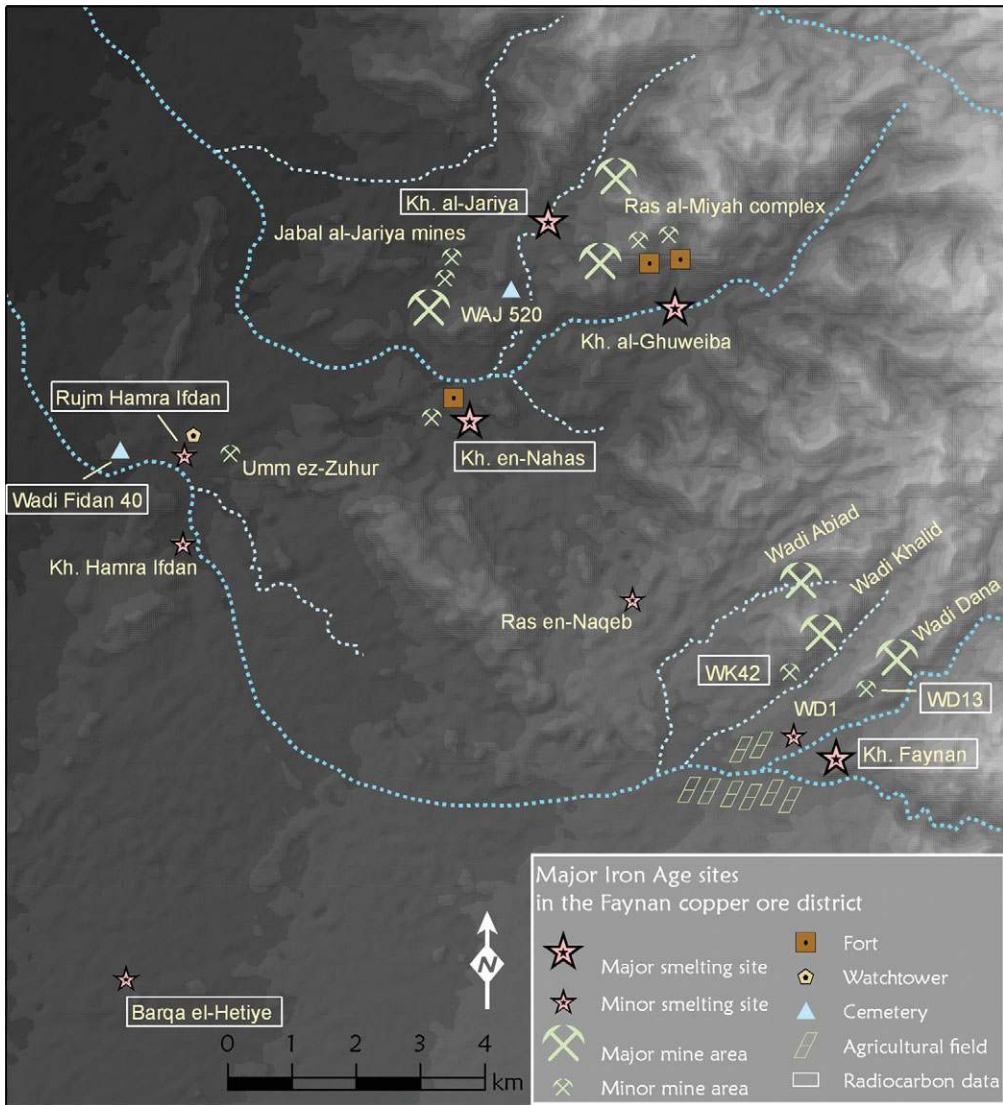 Kh. al-Jariya
Ras al-Miyah complex
Jabal al-Jariya mines
WAJ 520
Kh. al-Ghuweiba
Rujm Hamra Ifdan
Kh. en-Nahas
Umm ez-Zuhur
Wadi Fidan 40
Kh. Hamra Ifdan
Wadi Abiad
Wadi Khalid
Wadi Dana
Ras en-Naqeb
WK42
WD13
WD1
Kh. Faynan
Major Iron Age sites
in the Faynan copper ore district
Major smelting site
Minor smelting site
Major mine area
Minor mine area
Fort
Watchtower
Cemetery
Agricultural field
Radiocarbon data
N
Barqa el-Hetiye
0 1 2 3 4
km